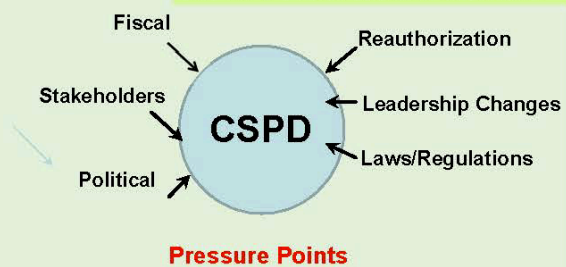 Fiscal
Reauthorization
Stakeholders
Leadership Changes
CSPD
Laws/Regulations
Political
Pressure Points